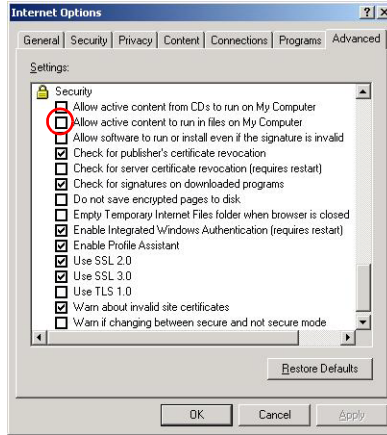 Internet Options
General Security Privacy Content Connections Programs Advanced
Settings:
Security
Allow active content from CDs to run on My Computer
Allow active content to run in files on My Computer
Allow software to run or install even if the signature is invalid
Check for publisher's certificate revocation
Check for server certificate revocation (requires restart)
Check for signatures on downloaded programs
Do not save encrypted pages to disk
Empty Temporary Internet Files folder when browser is closed
Enable Integrated Windows Authentication (requires restart)
Enable Profile Assistant
Use SSL 2.0
Use SSL 3.0
Use TLS 1.0
Warn about invalid site certificates
Warn if changing between secure and not secure mode
Restore Defaults
OK Cancel Apply